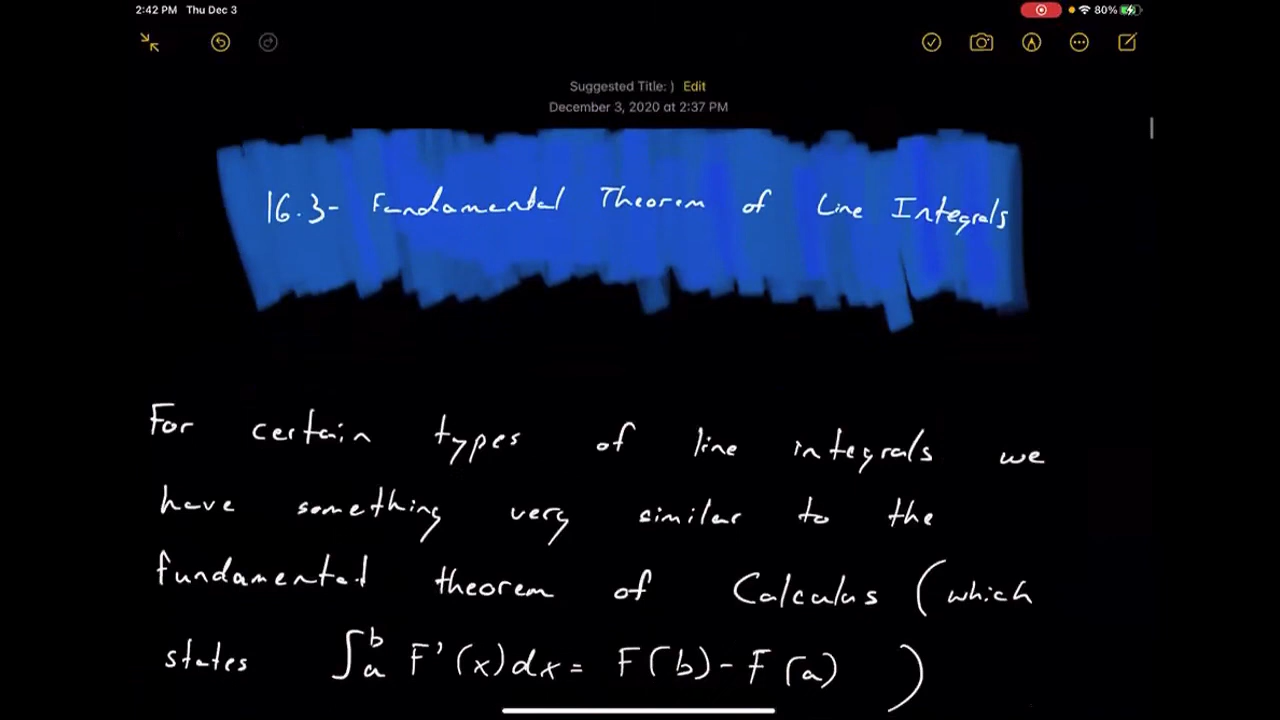 2:42 PM Thu Dec 3
80%
Suggested Title: ) Edit
December 3, 2020 at 2:37 PM
16.3- Fundamental Theorem of Line Integrals
For certain types of line integrals we
have something very similar to the
fundamental theorem of Calculus (which
states ∫ₐᵇ F'(x)dx = F(b) - F(a) )